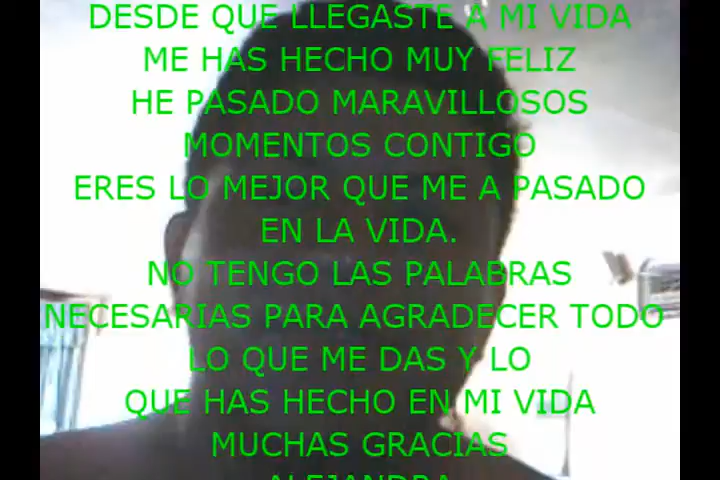 DESDE QUE LLEGASTE A MI VIDA
ME HAS HECHO MUY FELIZ
HE PASADO MARAVILLOSOS
MOMENTOS CONTIGO
ERES LO MEJOR QUE ME A PASADO
EN LA VIDA.
NO TENGO LAS PALABRAS
NECESARIAS PARA AGRADECER TODO
LO QUE ME DAS Y LO
QUE HAS HECHO EN MI VIDA
MUCHAS GRACIAS
ALEJANDRA